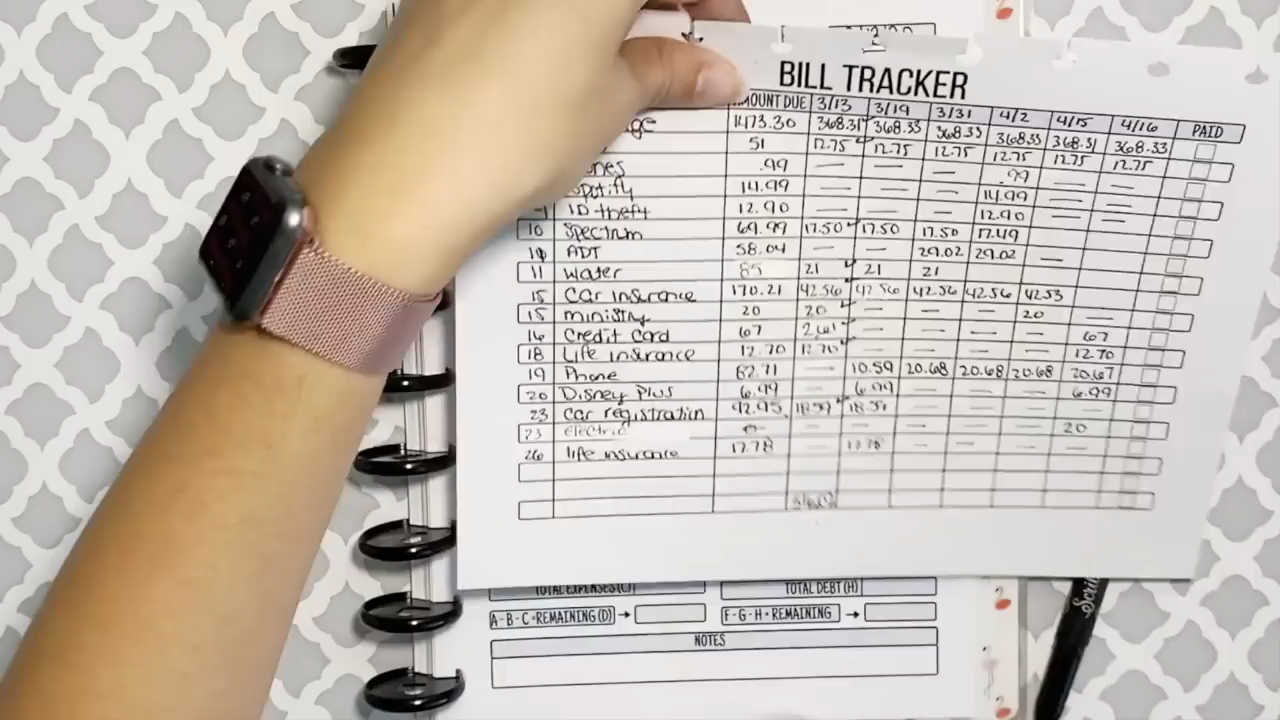 BILL TRACKER
AMOUNT DUE 3/13 3/19 3/31 4/2 4/15 4/16 PAID
1473.30 368.31 368.33 368.33 368.33 368.31 368.33
51 12.75 12.75 12.75 12.75 12.75 12.75
.99 — — — .99 — —
14.99 — — — 14.99 — —
ID theft 12.90 — — — 12.90 — —
10 Spectrum 69.99 17.50 17.50 17.50 17.49
10 ADT 58.04 29.02 29.02 —
11 Water 85 21 21 21
15 Car insurance 170.21 42.56 42.56 42.56 42.56 42.53
15 ministry 20 20 — — — 20
16 Credit Card 67 — — — — 67
18 Life insurance 12.70 12.70 — — — — 12.70
19 Phone 82.71 — 10.59 20.68 20.68 20.68 20.67
20 Disney Plus 6.99 — 6.99 — — — 6.99
23 Car registration 92.95 18.59 18.59 — — — —
23 electric — — — — 20
26 life insurance 17.78 — 17.78 — — — —
TOTAL EXPENSES (C) TOTAL DEBT (H)
A-B-C=REMAINING (D) → F-G-H=REMAINING →
NOTES